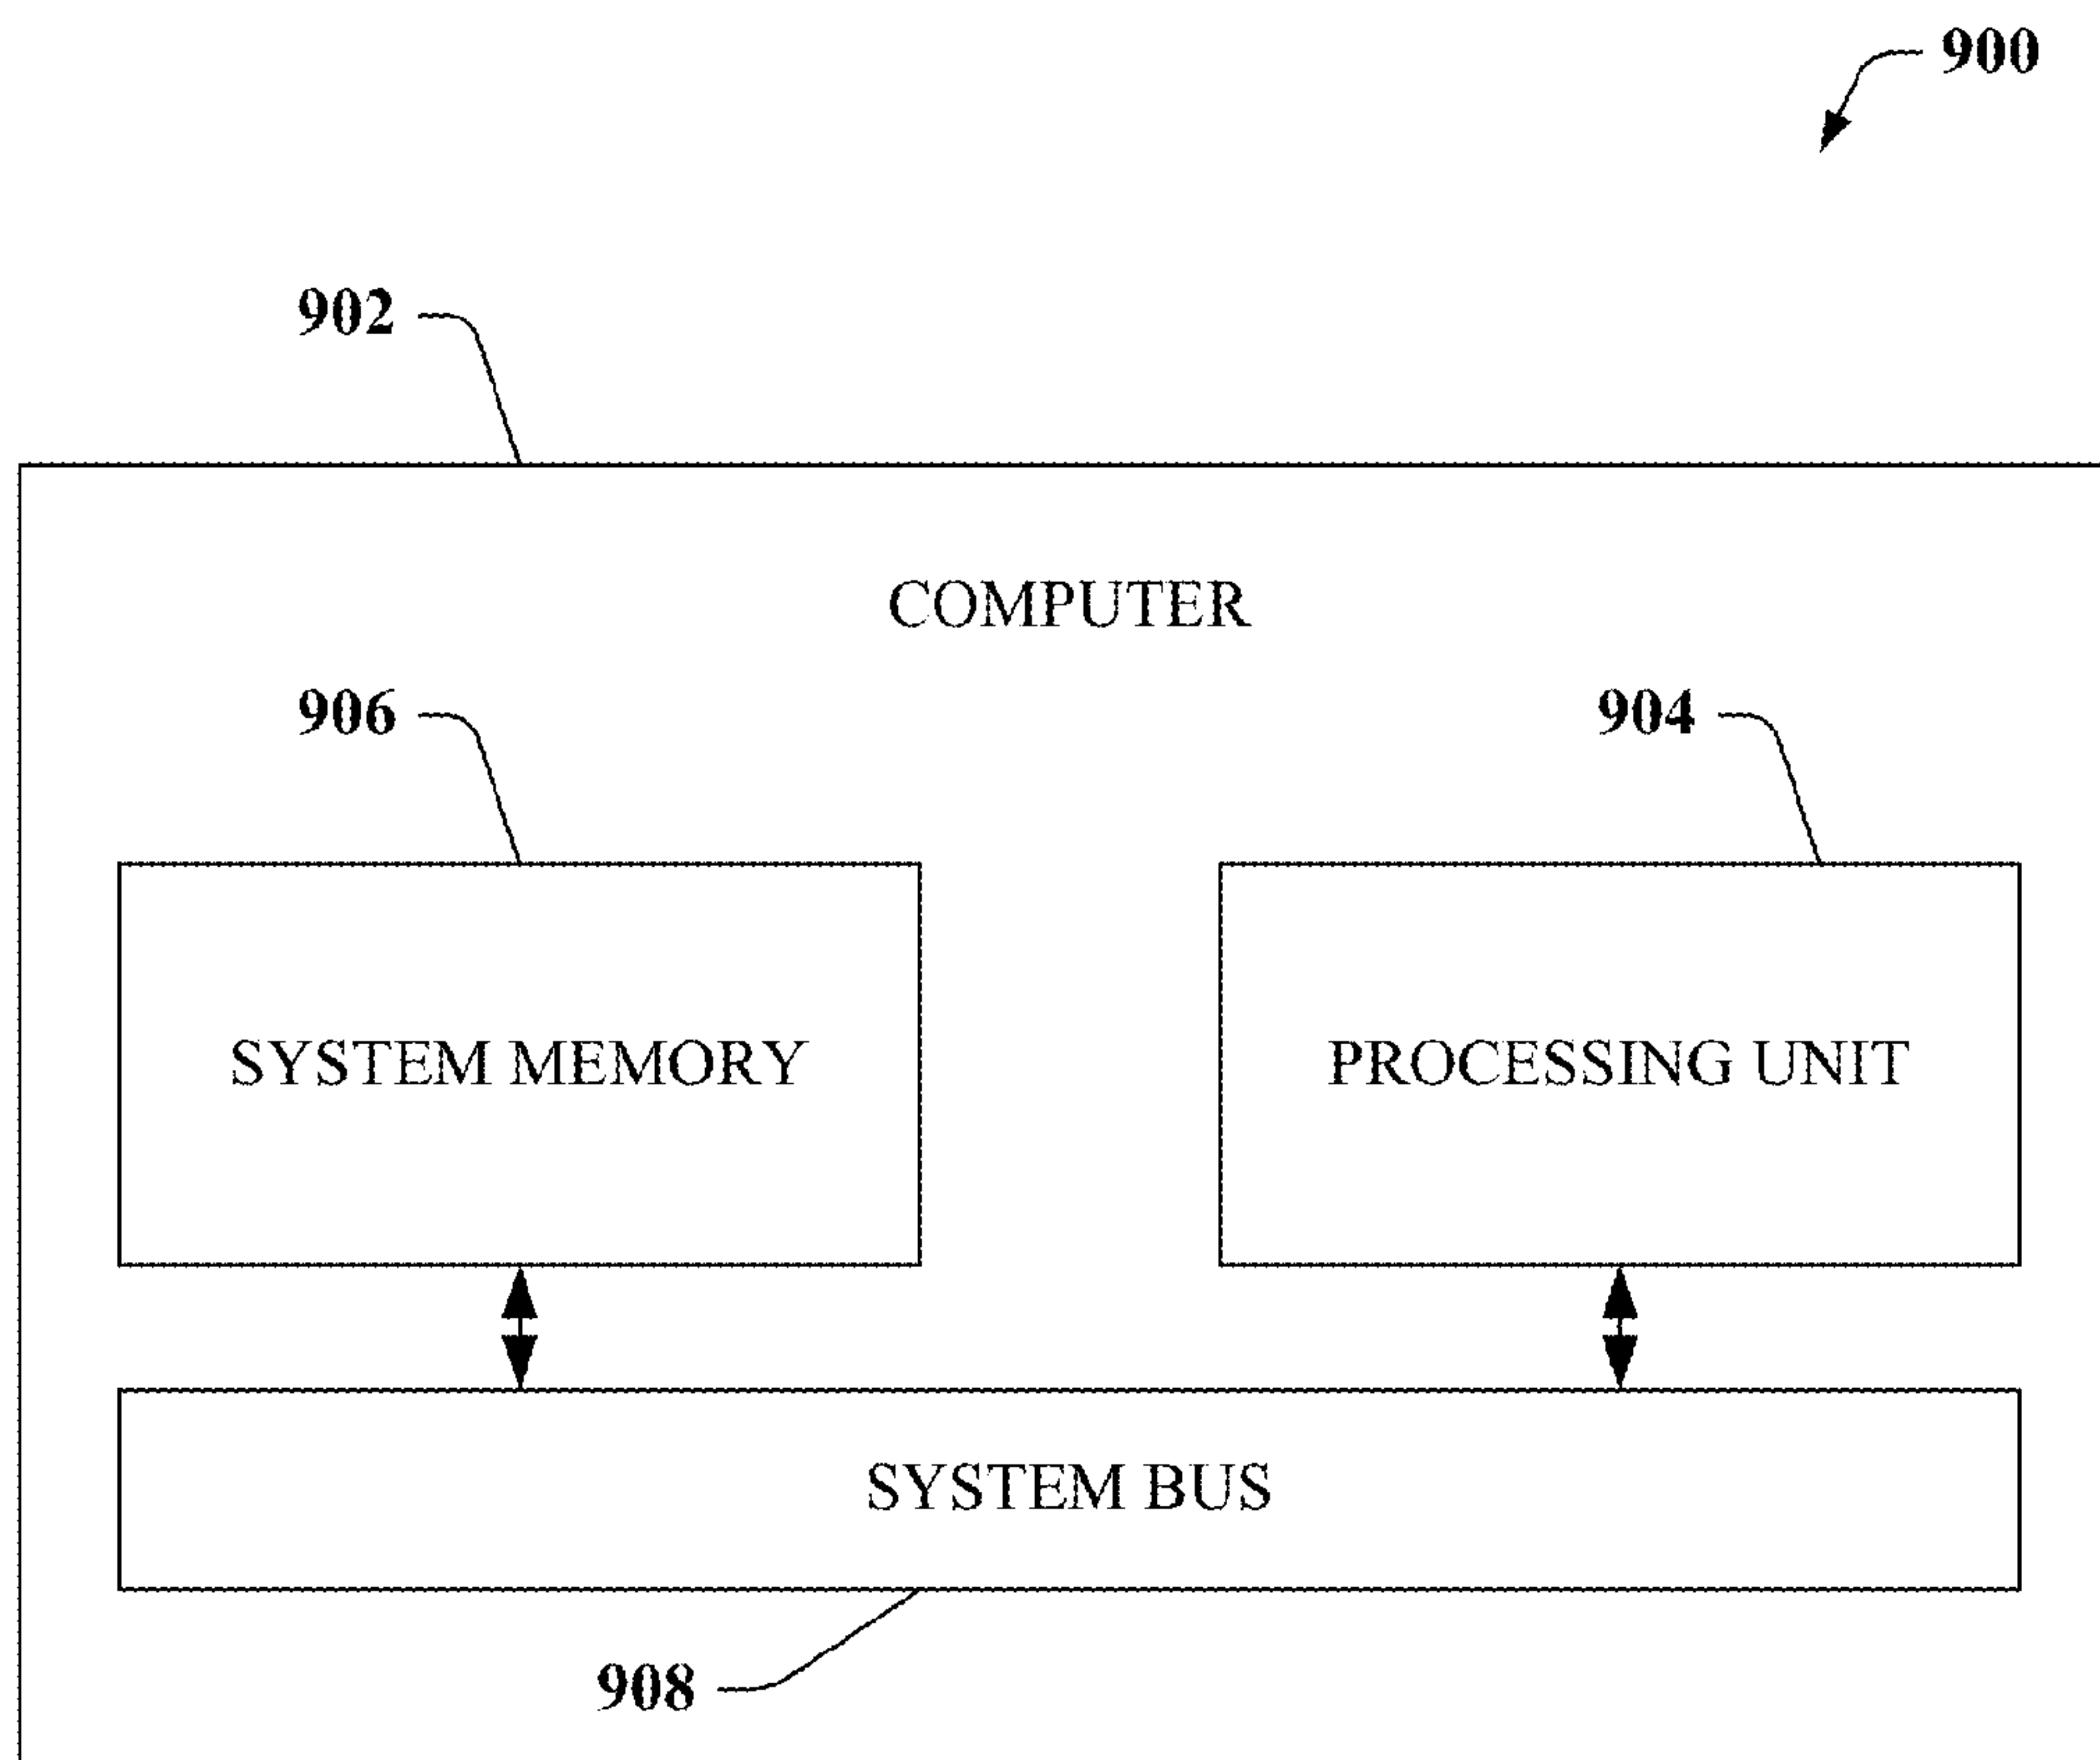 900
902
COMPUTER
906
904
SYSTEM MEMORY
PROCESSING UNIT
SYSTEM BUS
908